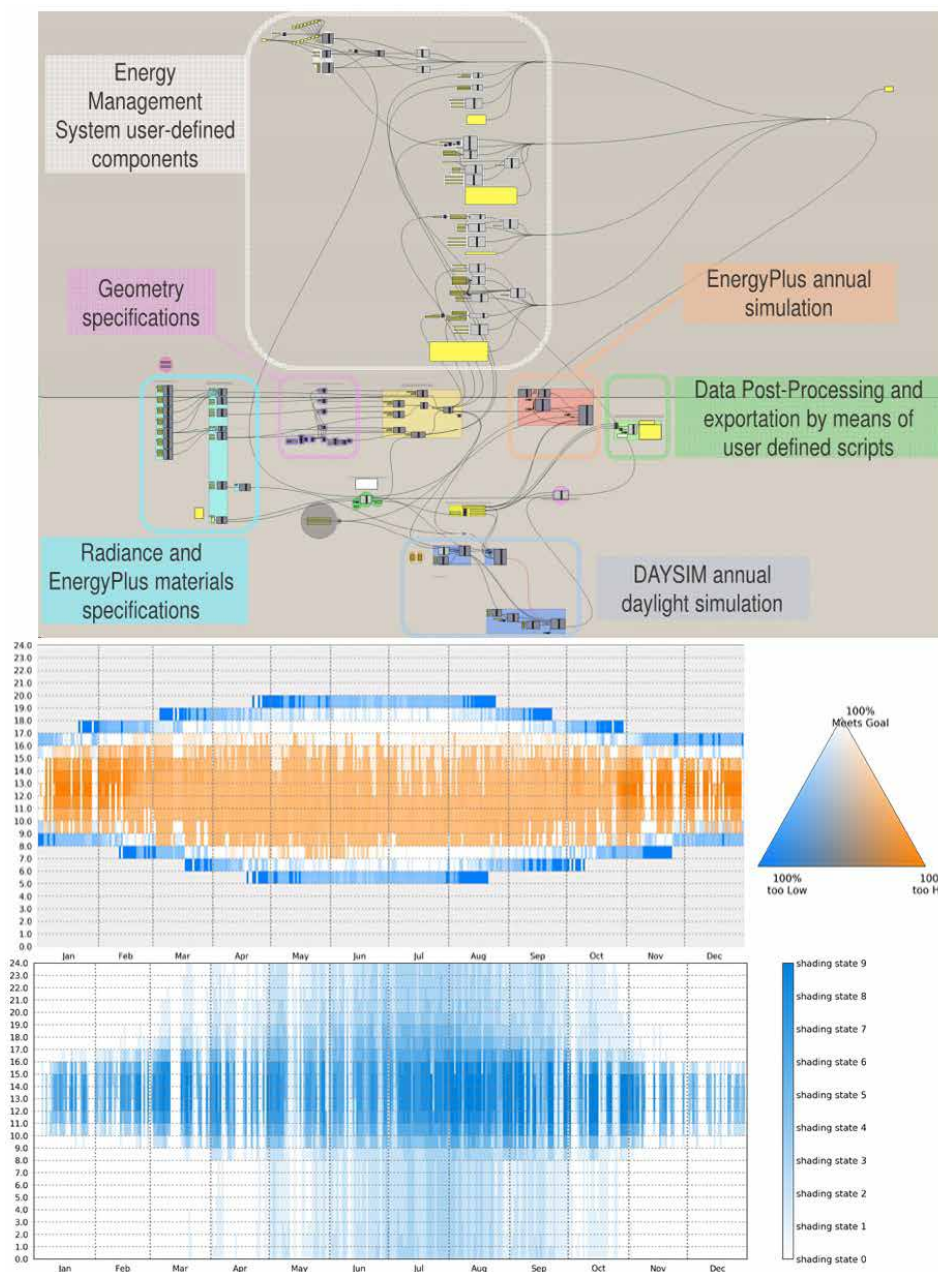 Energy
Management
System user-defined
components
Geometry
specifications
EnergyPlus annual
simulation
Data Post-Processing and
exportation by means of
user defined scripts
Radiance and
EnergyPlus materials
specifications
DAYSIM annual
daylight simulation
24.0
23.0
22.0
21.0
20.0
19.0
18.0
17.0
16.0
15.0
14.0
13.0
12.0
11.0
10.0
9.0
8.0
7.0
6.0
5.0
4.0
3.0
2.0
1.0
0.0
Jan Feb Mar Apr May Jun Jul Aug Sep Oct Nov Dec
100%
Meets Goal
100%
too Low
100
too H
24.0
23.0
22.0
21.0
20.0
19.0
18.0
17.0
16.0
15.0
14.0
13.0
12.0
11.0
10.0
9.0
8.0
7.0
6.0
5.0
4.0
3.0
2.0
1.0
0.0
Jan Feb Mar Apr May Jun Jul Aug Sep Oct Nov Dec
shading state 9
shading state 8
shading state 7
shading state 6
shading state 5
shading state 4
shading state 3
shading state 2
shading state 1
shading state 0